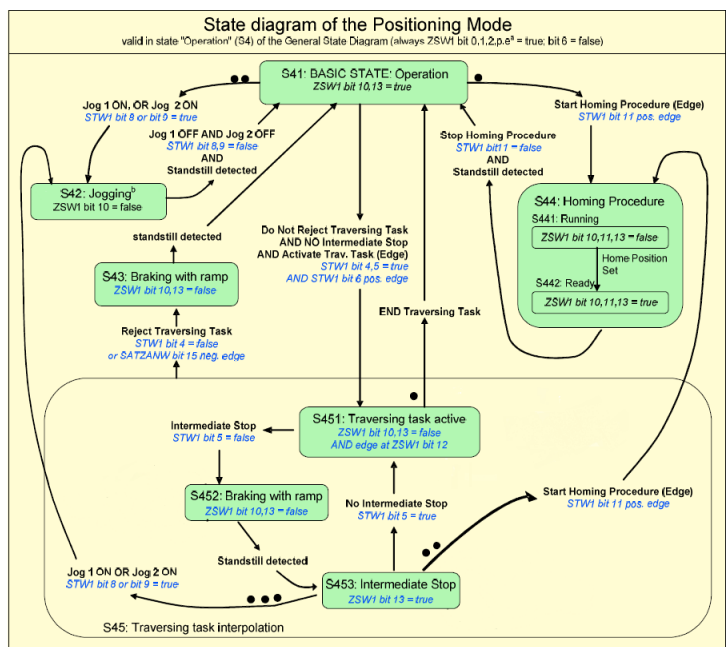 State diagram of the Positioning Mode
valid in state "Operation" (S4) of the General State Diagram (always ZSW1 bit 0,1,2.p.eª = true; bit 6 = false)
S41: BASIC STATE: Operation
ZSW1 bit 10,13 = true
Jog 1 ON, OR Jog 2 ON
STW1 bit 8 or bit 9 = true
Jog 1 OFF AND Jog 2 OFF
STW1 bit 8,9 = false
AND
Standstill detected
S42: Joggingᵇ
ZSW1 bit 10 = false
Start Homing Procedure (Edge)
STW1 bit 11 pos. edge
Stop Homing Procedure
STW1 bit11 = false
AND
Standstill detected
S44: Homing Procedure
S441: Running
ZSW1 bit 10,11,13 = false
Home Position
Set
S442: Ready
ZSW1 bit 10,11,13 = true
standstill detected
S43: Braking with ramp
ZSW1 bit 10,13 = false
Reject Traversing Task
STW1 bit 4 = false
or SATZANW bit 15 neg. edge
Do Not Reject Traversing Task
AND NO Intermediate Stop
AND Activate Trav. Task (Edge)
STW1 bit 4,5 = true
AND STW1 bit 6 pos. edge
END Traversing Task
S451: Traversing task active
ZSW1 bit 10,13 = false
AND edge at ZSW1 bit 12
Intermediate Stop
STW1 bit 5 = false
S452: Braking with ramp
ZSW1 bit 10,13 = false
Standstill detected
No Intermediate Stop
STW1 bit 5 = true
Start Homing Procedure (Edge)
STW1 bit 11 pos. edge
S453: Intermediate Stop
ZSW1 bit 13 = true
Jog 1 ON OR Jog 2 ON
STW1 bit 8 or bit 9 = true
S45: Traversing task interpolation